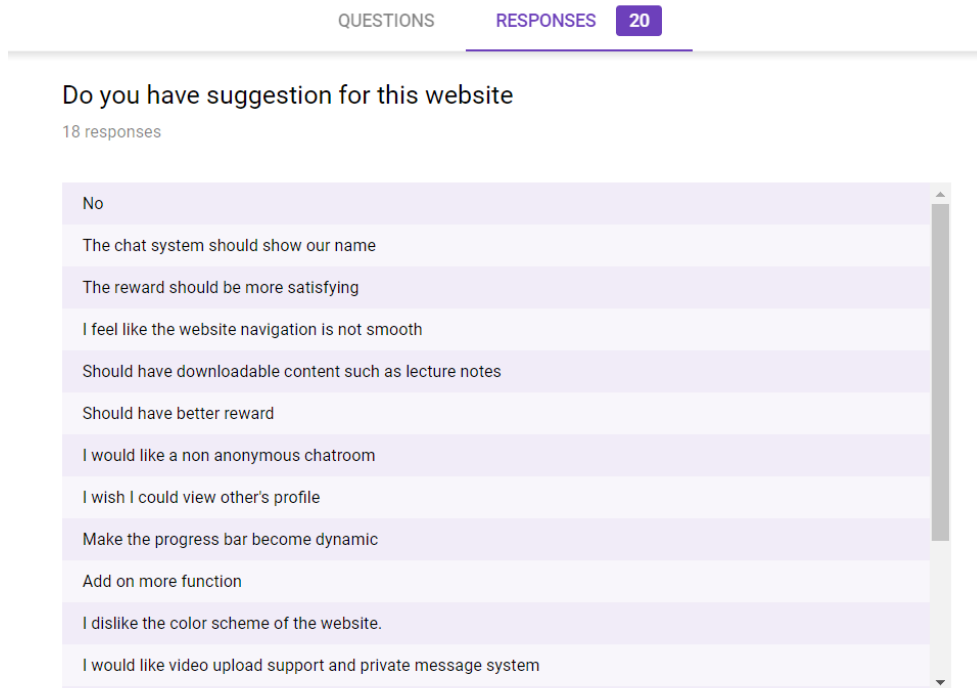 QUESTIONS RESPONSES 20
Do you have suggestion for this website
18 responses
No
The chat system should show our name
The reward should be more satisfying
I feel like the website navigation is not smooth
Should have downloadable content such as lecture notes
Should have better reward
I would like a non anonymous chatroom
I wish I could view other's profile
Make the progress bar become dynamic
Add on more function
I dislike the color scheme of the website.
I would like video upload support and private message system